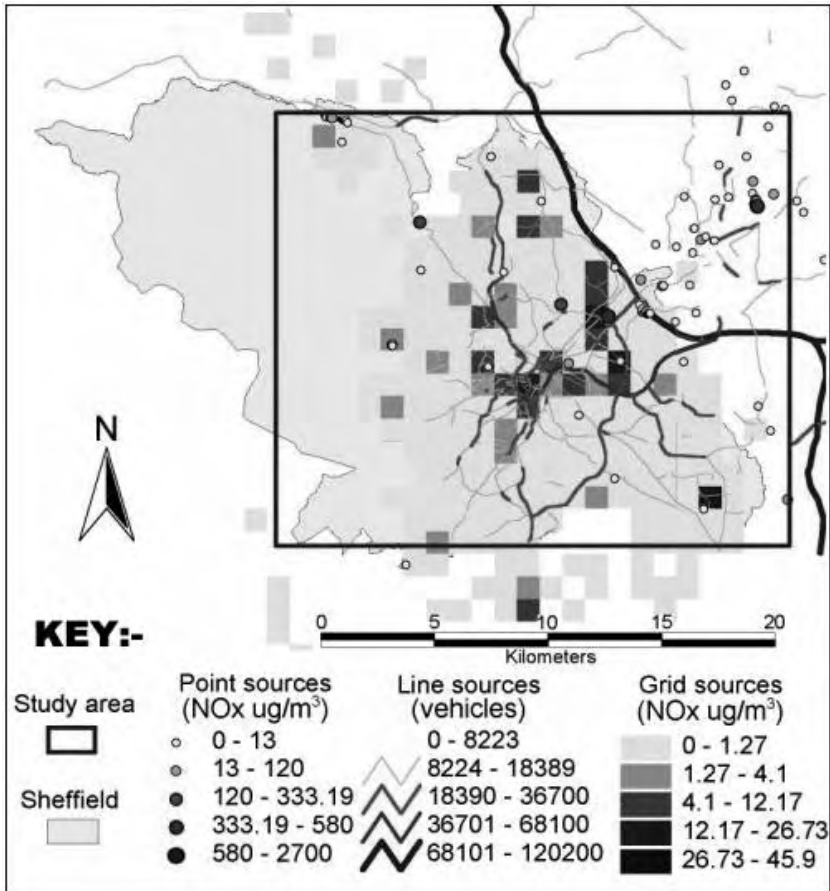 N
0 5 10 15 20
Kilometers
KEY:-
Study area
Sheffield
Point sources
(NOx ug/m³)
0 - 13
13 - 120
120 - 333.19
333.19 - 580
580 - 2700
Line sources
(vehicles)
0 - 8223
8224 - 18389
18390 - 36700
36701 - 68100
68101 - 120200
Grid sources
(NOx ug/m³)
0 - 1.27
1.27 - 4.1
4.1 - 12.17
12.17 - 26.73
26.73 - 45.9